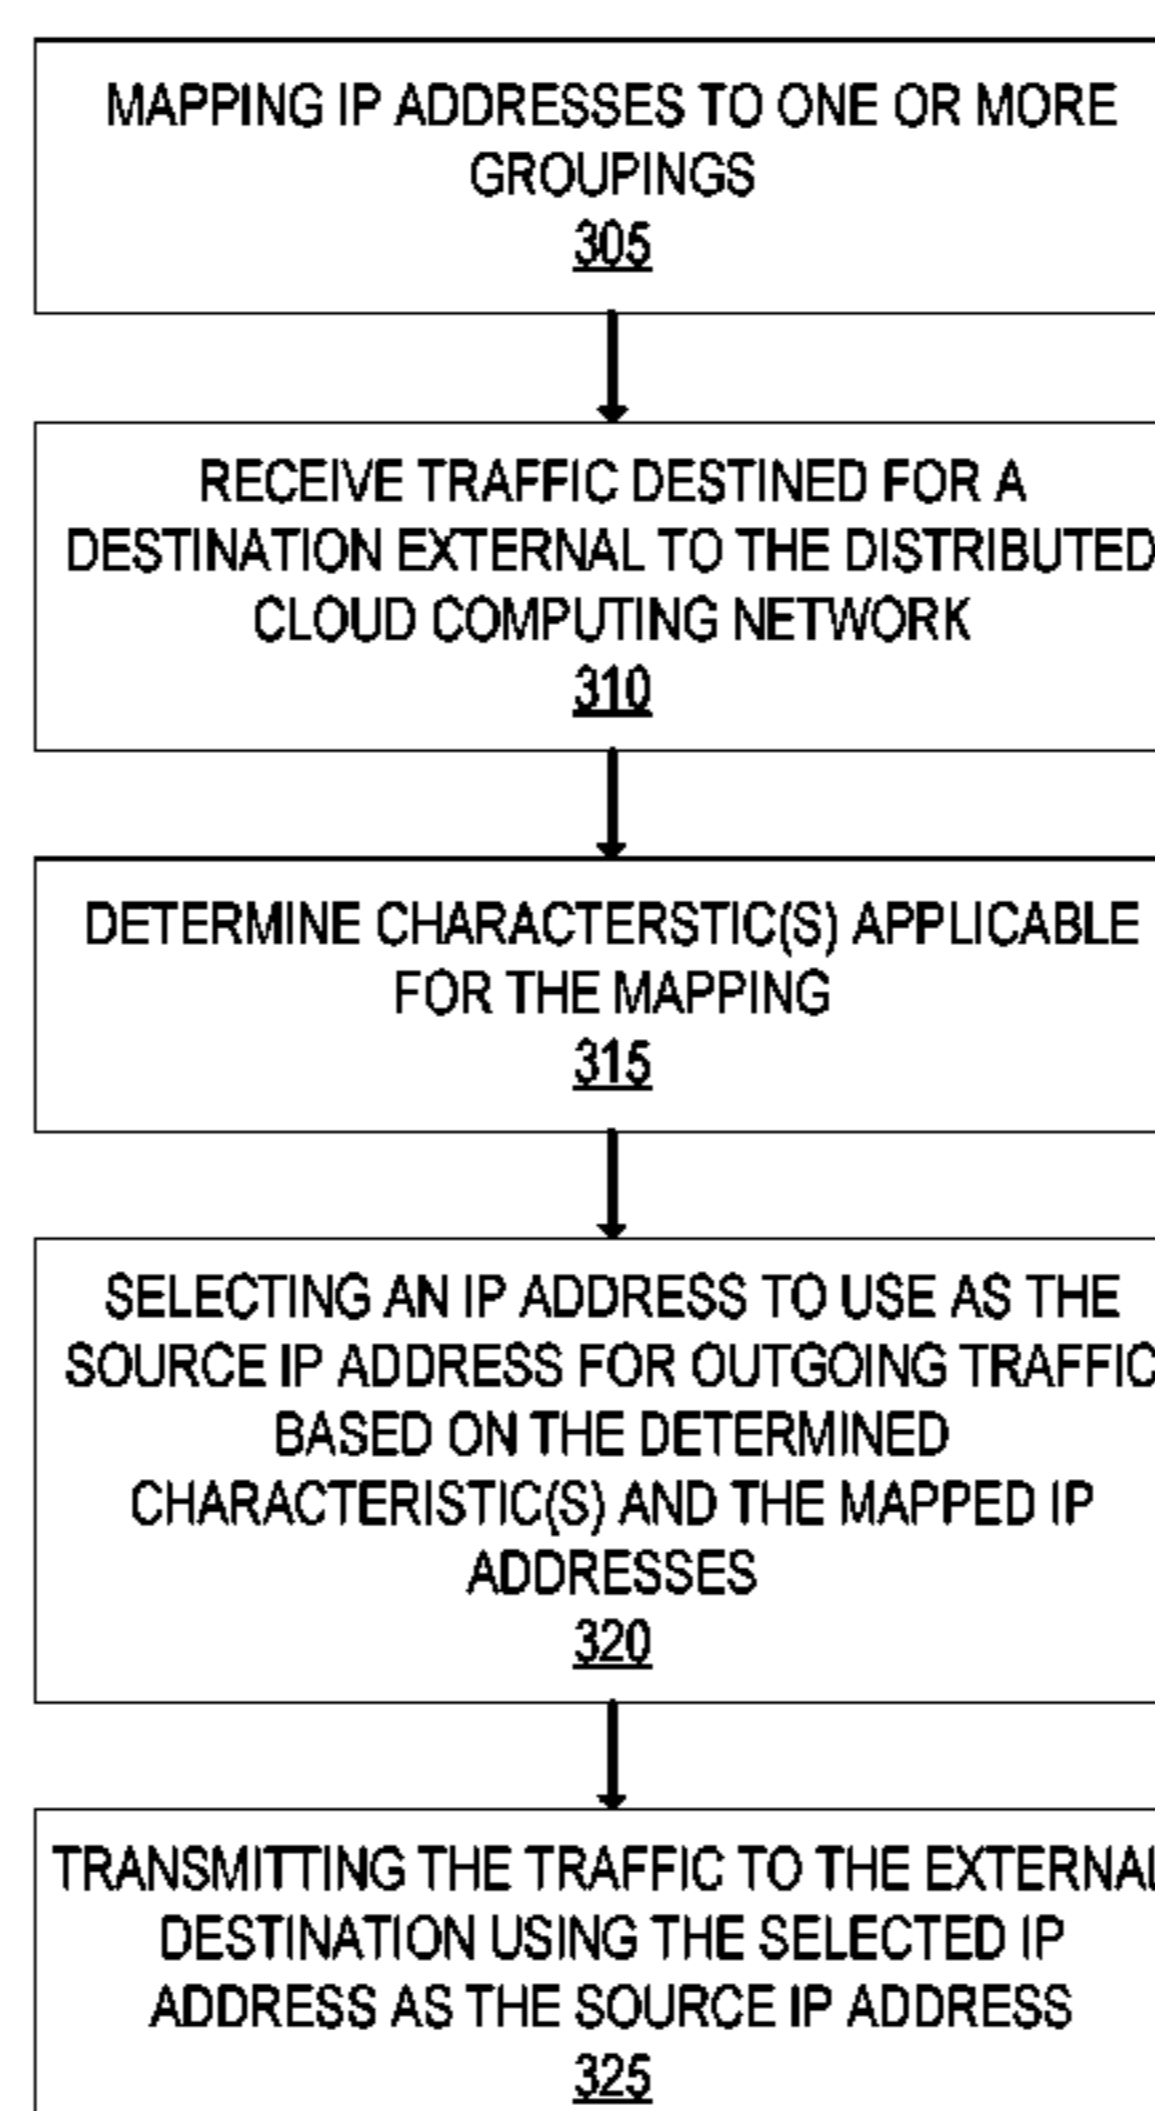 MAPPING IP ADDRESSES TO ONE OR MORE
GROUPINGS
305
RECEIVE TRAFFIC DESTINED FOR A
DESTINATION EXTERNAL TO THE DISTRIBUTED
CLOUD COMPUTING NETWORK
310
DETERMINE CHARACTERSTIC(S) APPLICABLE
FOR THE MAPPING
315
SELECTING AN IP ADDRESS TO USE AS THE
SOURCE IP ADDRESS FOR OUTGOING TRAFFIC
BASED ON THE DETERMINED
CHARACTERISTIC(S) AND THE MAPPED IP
ADDRESSES
320
TRANSMITTING THE TRAFFIC TO THE EXTERNAL
DESTINATION USING THE SELECTED IP
ADDRESS AS THE SOURCE IP ADDRESS
325